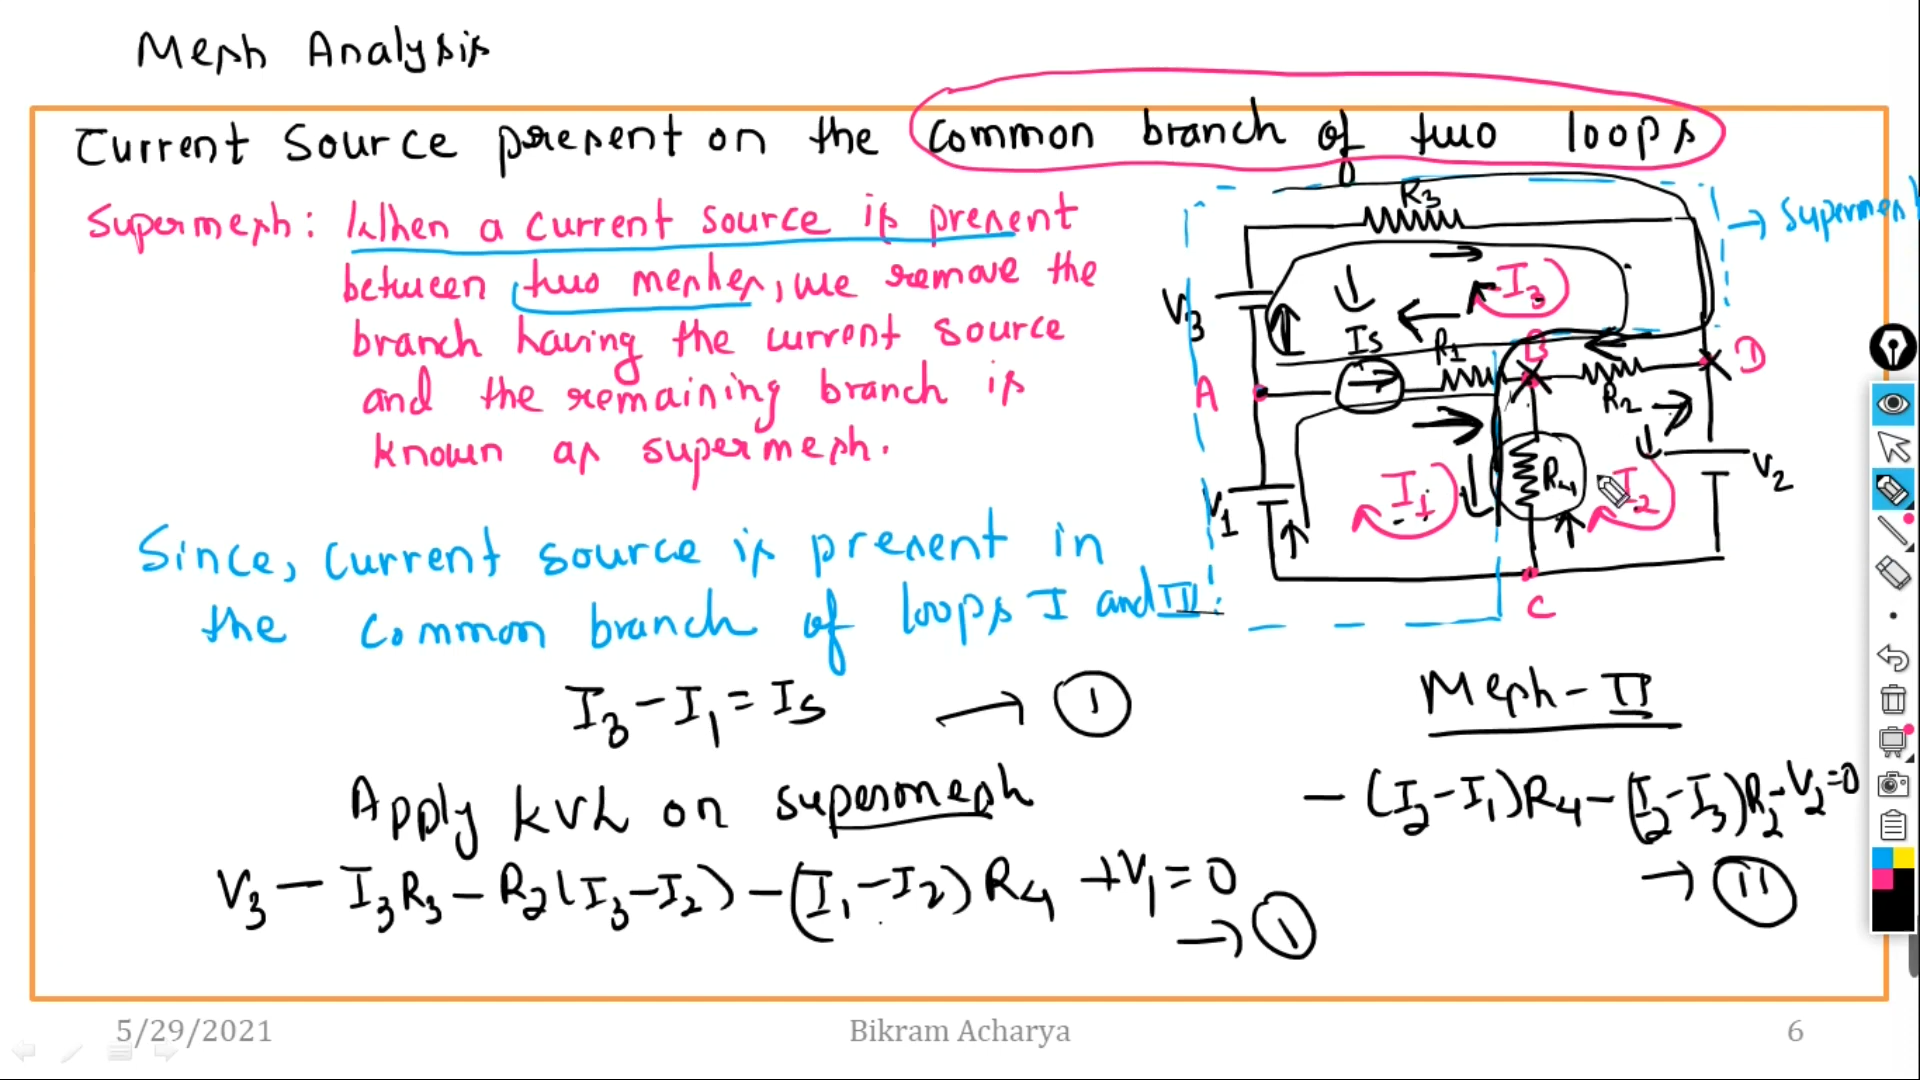 Mesh Analysis
Current Source present on the common branch of two loops
Supermesh: When a current source is present
between two meshes, we remove the
branch having the current source
and the remaining branch is
known as supermesh.
R3
→ Supermesh
V3
I3
Is
R1
B
D
A
R2
I1
R4
I2
V2
V1
C
Since, current source is present in
the common branch of loops I and III.
I3 - I1 = Is → 1
Apply KVL on supermesh
V3 - I3R3 - R2(I3-I2) - (I1-I2)R4 + V1 = 0
→ 1
Mesh-II
- (I2-I1)R4 - (I2-I3)R2 - V2=0
→ 11
5/29/2021
Bikram Acharya
6